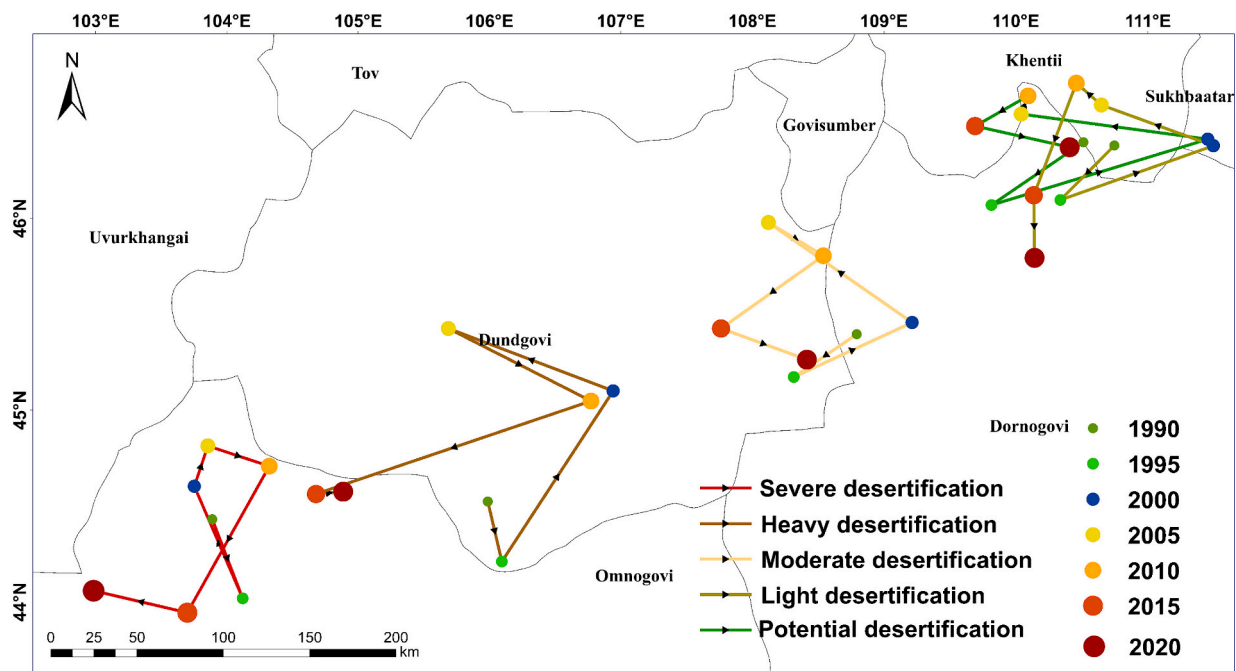 103°E 104°E 105°E 106°E 107°E 108°E 109°E 110°E 111°E
N
Khentii
Tov
Sukhbaatar
Govisumber
46°N
Uvurkhangai
Dundgovi
45°N
Dornogovi
1990
1995
Severe desertification
2000
Heavy desertification
2005
Moderate desertification
2010
Omnogovi
44°N
Light desertification
2015
Potential desertification
2020
0 25 50 100 150 200
km